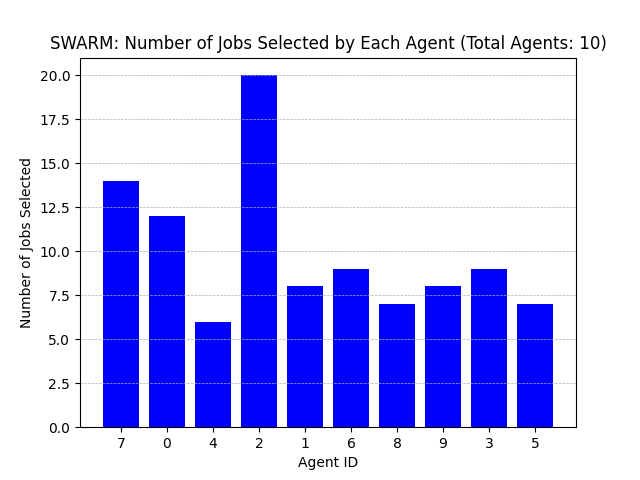 SWARM: Number of Jobs Selected by Each Agent (Total Agents: 10)
20.0
17.5
15.0
12.5
10.0
7.5
5.0
2.5
0.0
Number of Jobs Selected
7 0 4 2 1 6 8 9 3 5
Agent ID